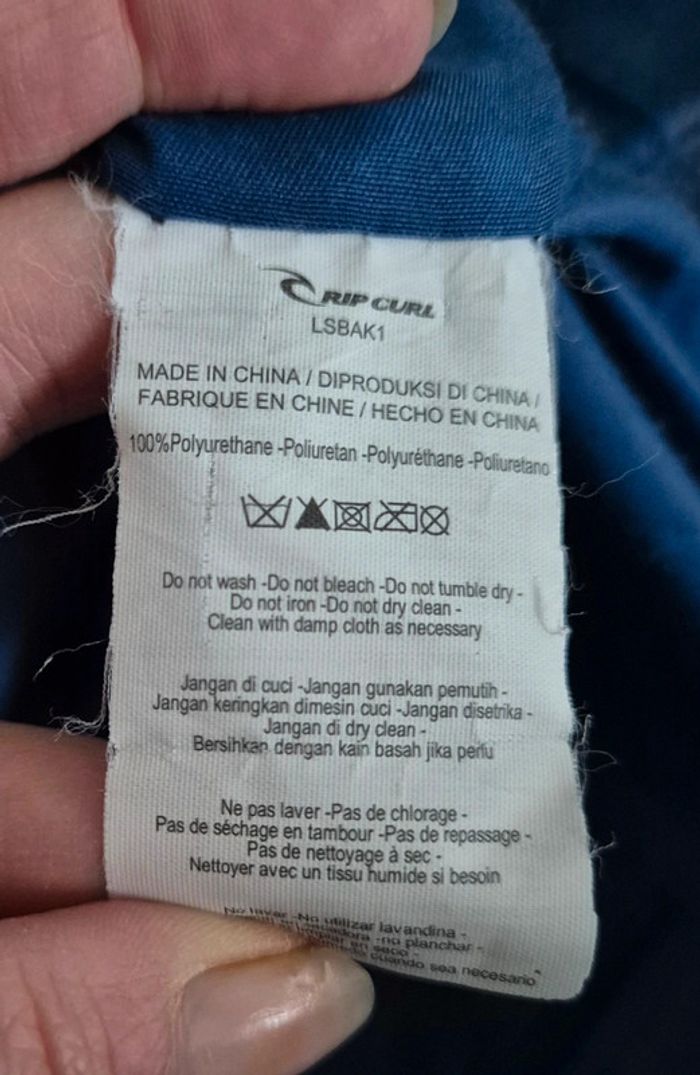 RIP CURL
LSBAK1
MADE IN CHINA / DIPRODUKSI DI CHINA /
FABRIQUE EN CHINE / HECHO EN CHINA
100%Polyurethane -Poliuretan -Polyuréthane -Poliuretano
Do not wash -Do not bleach -Do not tumble dry -
Do not iron -Do not dry clean -
Clean with damp cloth as necessary
Jangan di cuci -Jangan gunakan pemutih -
Jangan keringkan dimesin cuci -Jangan disetrika -
Jangan di dry clean -
Bersihkan dengan kain basah jika perlu
Ne pas laver -Pas de chlorage -
Pas de séchage en tambour -Pas de repassage -
Pas de nettoyage à sec -
Nettoyer avec un tissu humide si besoin
No lavar -No utilizar lavandina -
-no planchar -
en seco -
cuando sea necesario